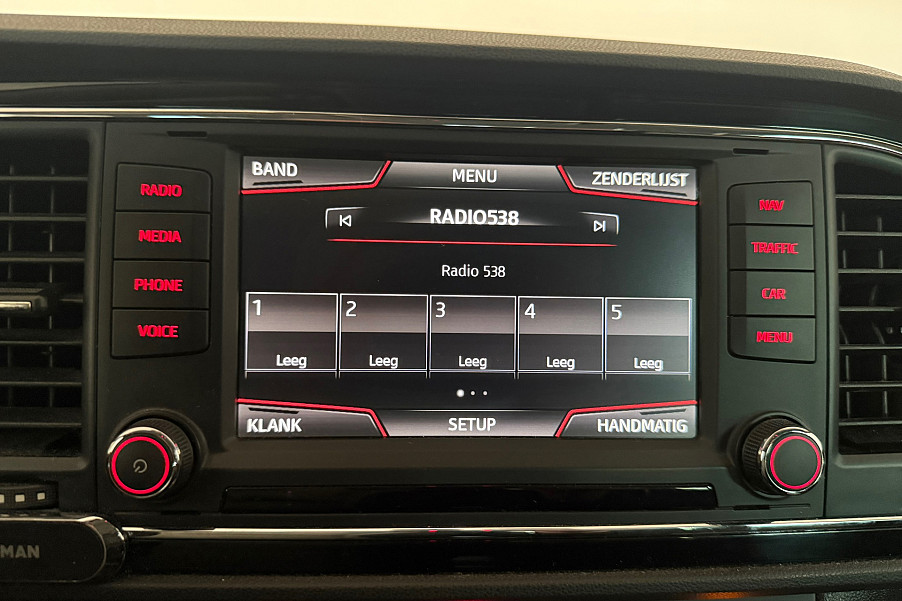 RADIO
MEDIA
PHONE
VOICE
BAND
MENU
ZENDERLIJST
RADIO538
Radio 538
1
2
3
4
5
Leeg
Leeg
Leeg
Leeg
Leeg
KLANK
SETUP
HANDMATIG
NAV
TRAFFIC
CAR
MENU
MAN